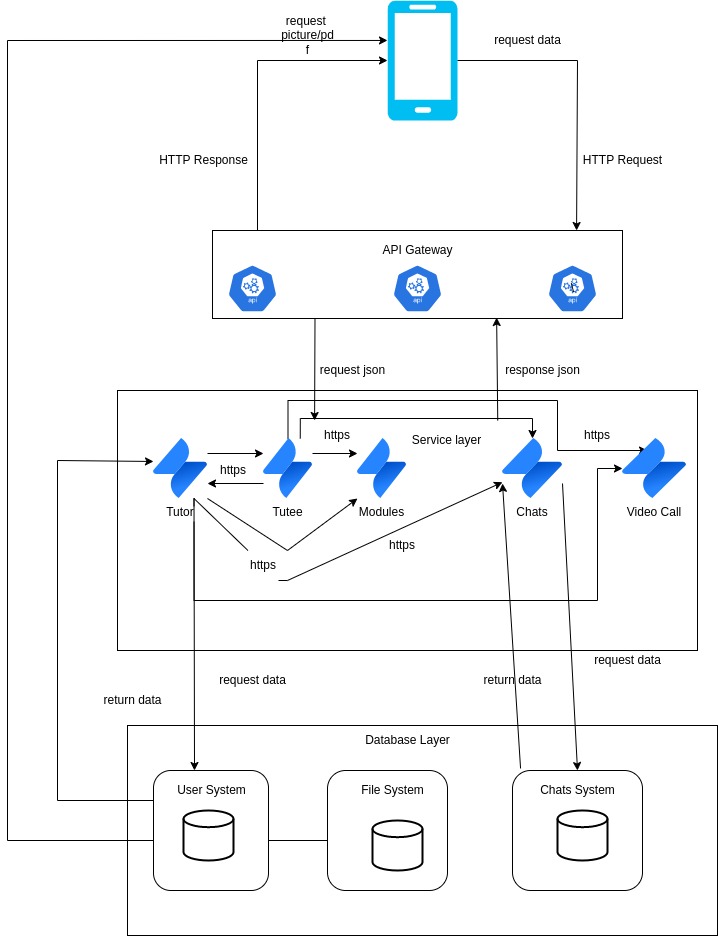 request
picture/pd
f
request data
HTTP Response
HTTP Request
API Gateway
api
api
api
request json
response json
https
Service layer
https
https
Tutor
Tutee
Modules
Chats
Video Call
https
https
request data
request data
return data
return data
Database Layer
User System
File System
Chats System